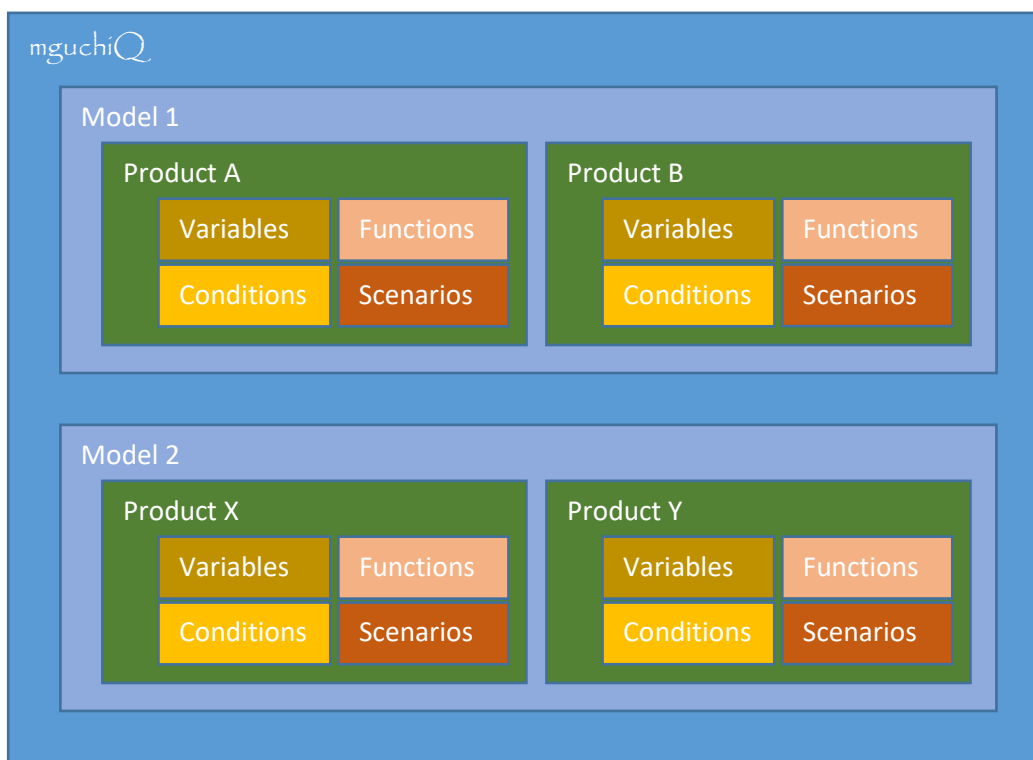 mguchiQ
Model 1
Product A
Variables Functions
Conditions Scenarios
Product B
Variables Functions
Conditions Scenarios
Model 2
Product X
Variables Functions
Conditions Scenarios
Product Y
Variables Functions
Conditions Scenarios